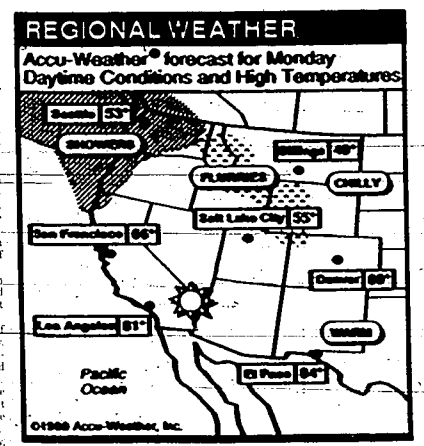 REGIONAL WEATHER
Accu-Weather® forecast for Monday
Daytime Conditions and High Temperatures
Seattle 53°
SHOWERS
Billings
FLURRIES
CHILLY
Salt Lake City 55°
San Francisco 66°
Denver
Los Angeles 81°
WARM
El Paso 84°
Pacific
Ocean
Accu-Weather, Inc.